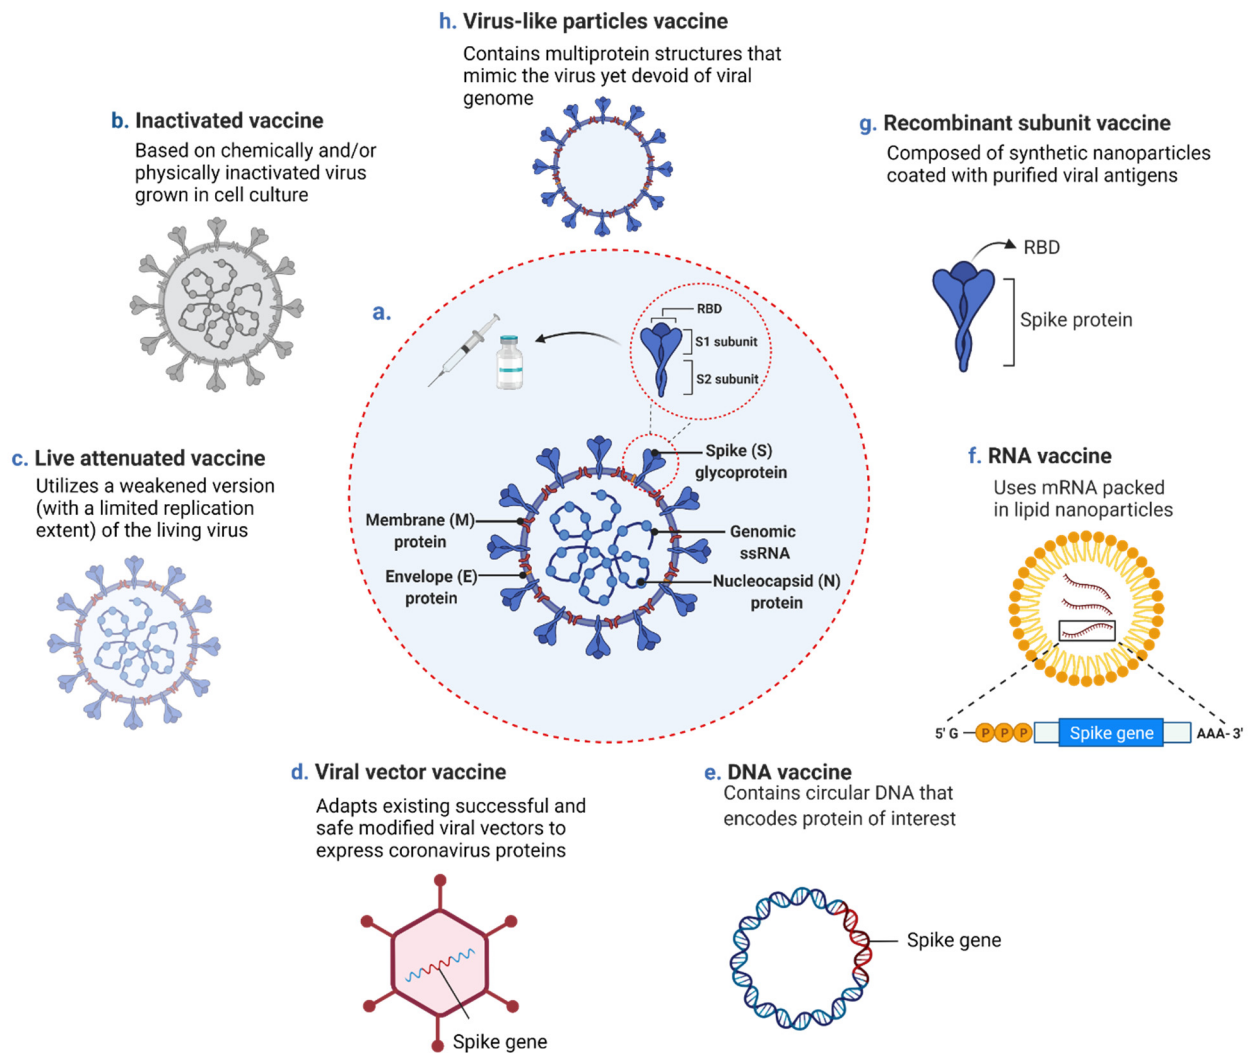 h. Virus-like particles vaccine
Contains multiprotein structures that
mimic the virus yet devoid of viral
genome
b. Inactivated vaccine
Based on chemically and/or
physically inactivated virus
grown in cell culture
g. Recombinant subunit vaccine
Composed of synthetic nanoparticles
coated with purified viral antigens
RBD
Spike protein
a.
RBD
S1 subunit
S2 subunit
Spike (S)
glycoprotein
Membrane (M)
protein
Genomic
ssRNA
Envelope (E)
protein
Nucleocapsid (N)
protein
c. Live attenuated vaccine
Utilizes a weakened version
(with a limited replication
extent) of the living virus
f. RNA vaccine
Uses mRNA packed
in lipid nanoparticles
5' G P P P Spike gene AAA- 3'
d. Viral vector vaccine
Adapts existing successful and
safe modified viral vectors to
express coronavirus proteins
Spike gene
e. DNA vaccine
Contains circular DNA that
encodes protein of interest
Spike gene